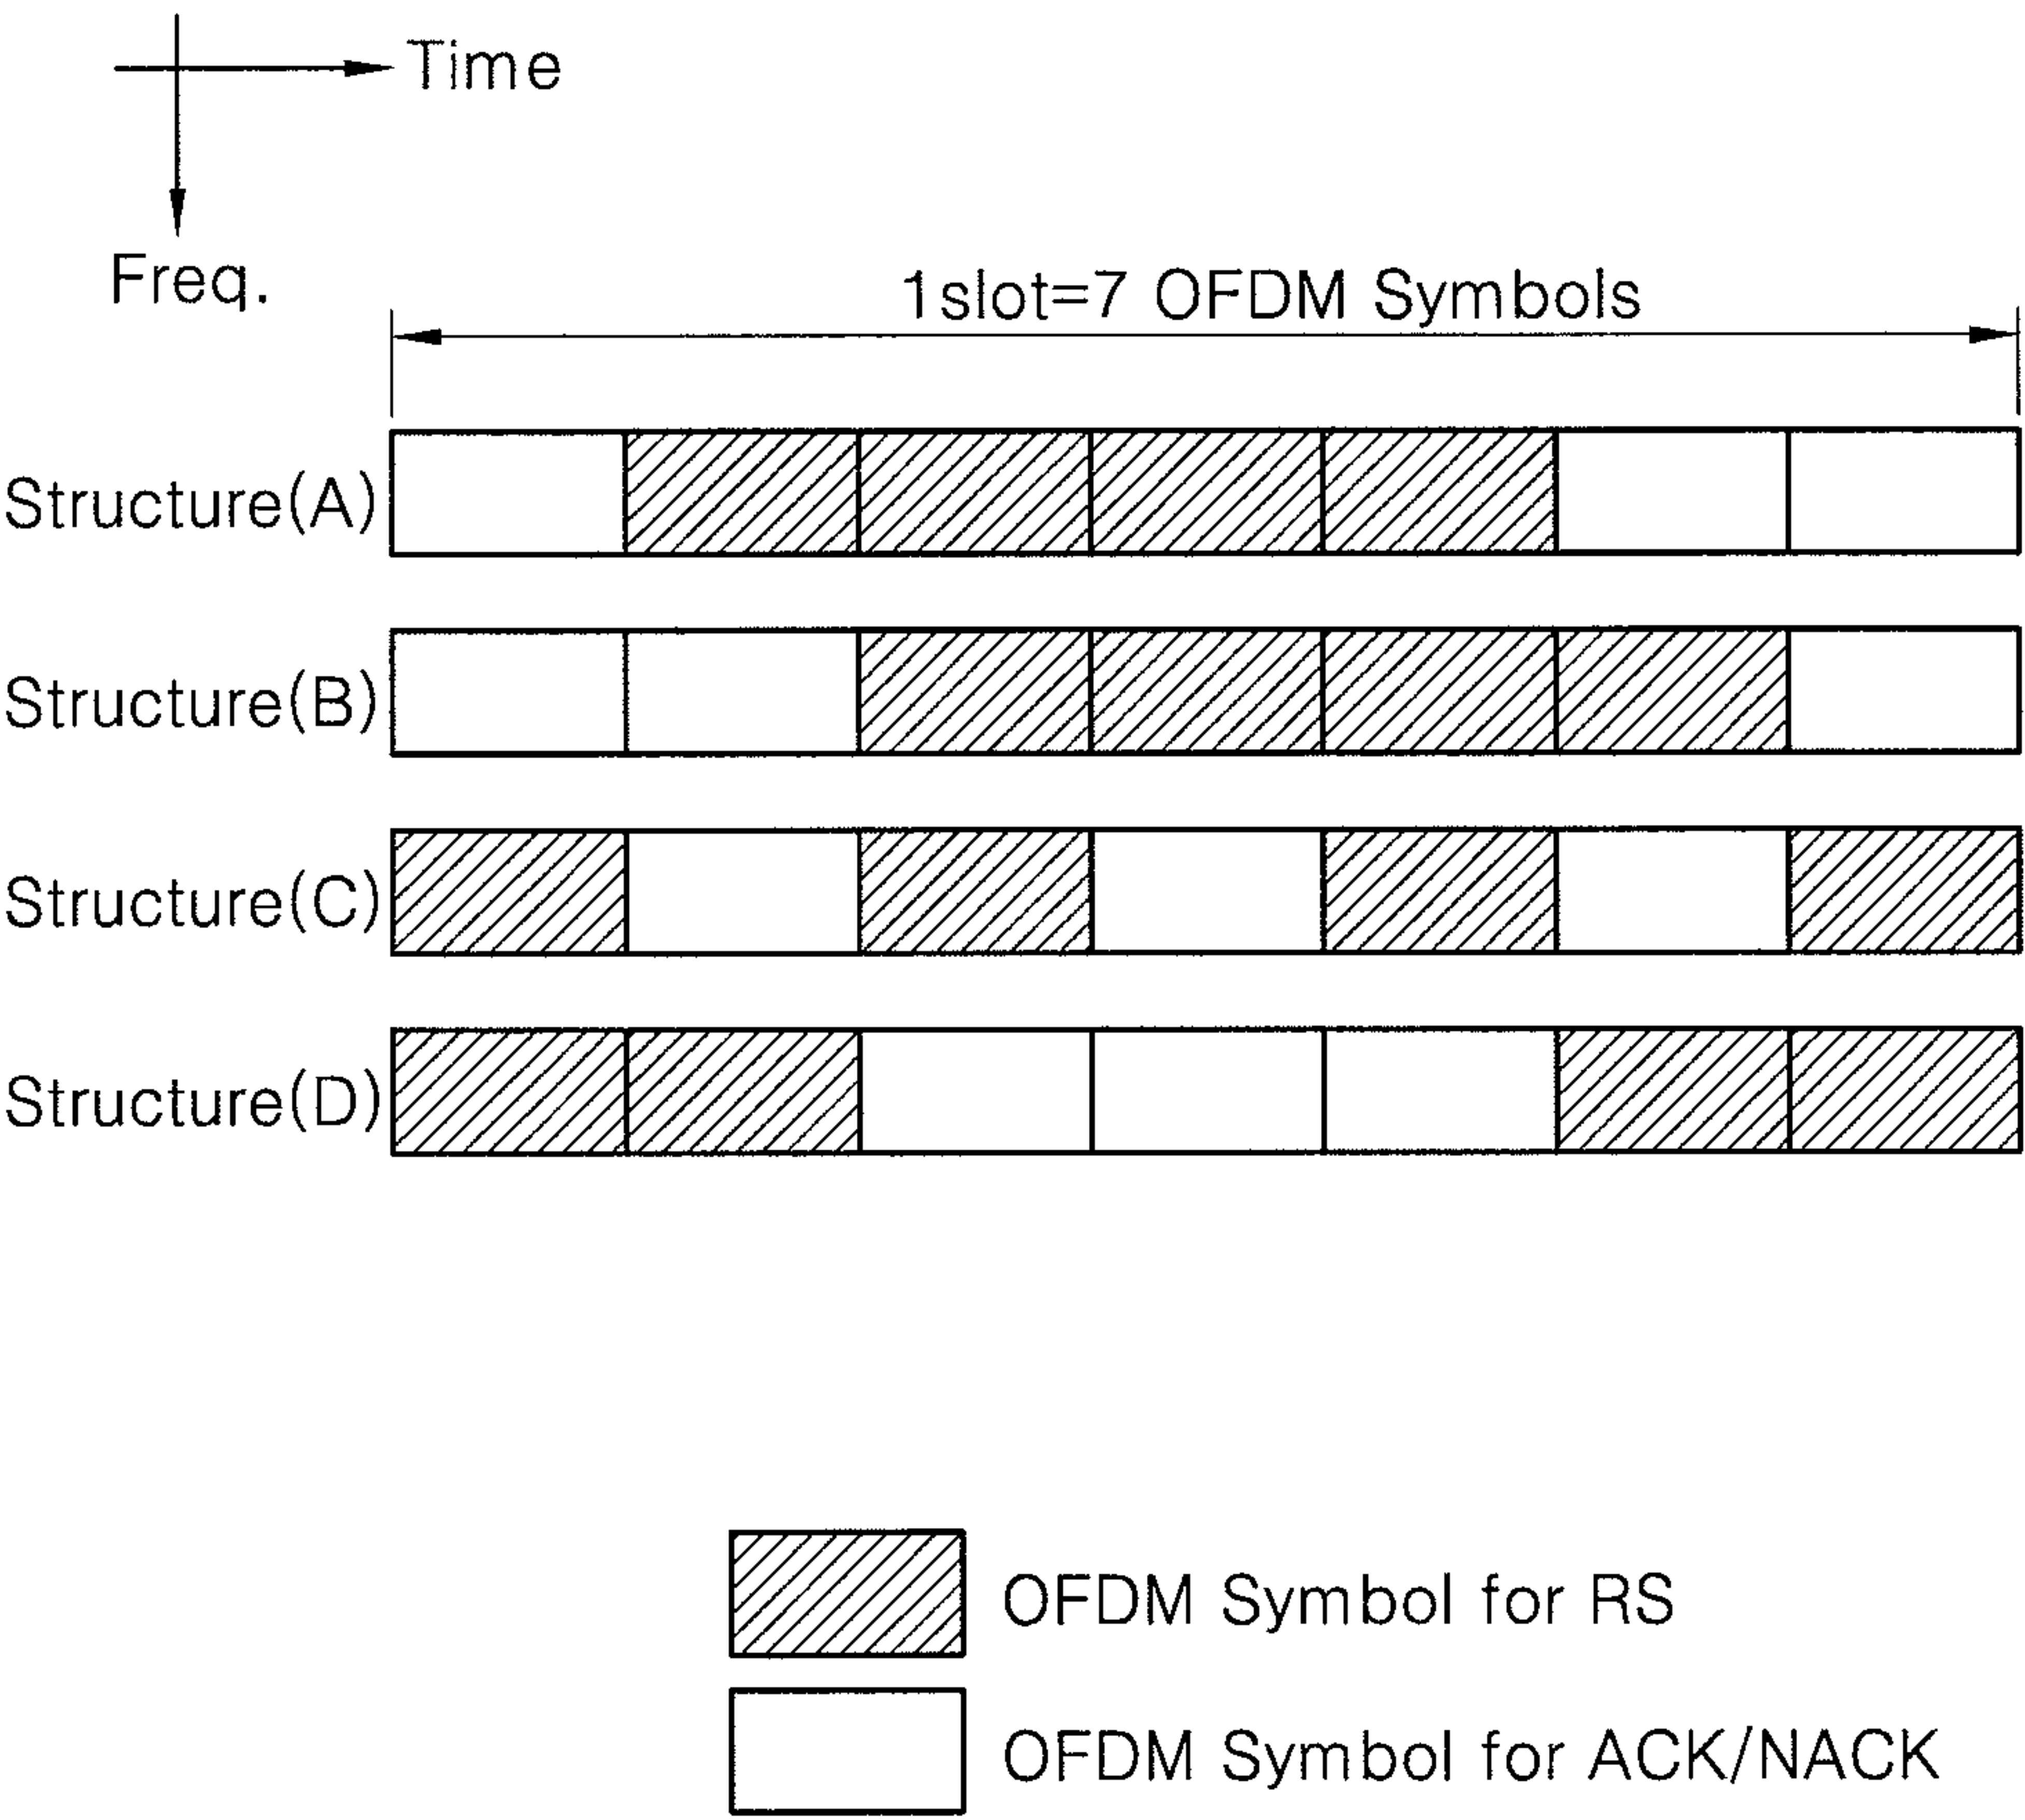 Time
Freq.
1slot=7 OFDM Symbols
Structure(A)
Structure(B)
Structure(C)
Structure(D)
OFDM Symbol for RS
OFDM Symbol for ACK/NACK